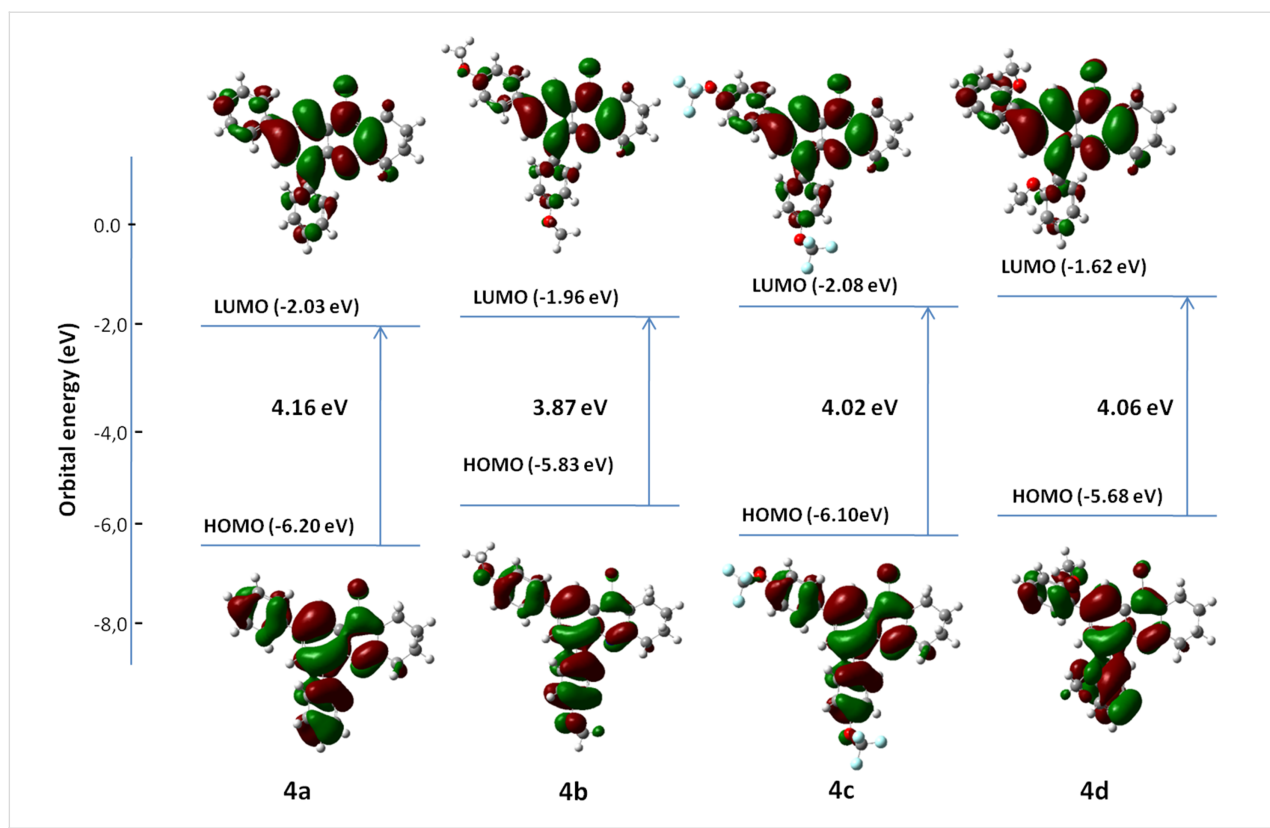 0.0
-2,0
-4,0
-6,0
-8,0
Orbital energy (eV)
LUMO (-2.03 eV)
LUMO (-1.96 eV)
LUMO (-2.08 eV)
LUMO (-1.62 eV)
4.16 eV
3.87 eV
4.02 eV
4.06 eV
HOMO (-6.20 eV)
HOMO (-5.83 eV)
HOMO (-6.10eV)
HOMO (-5.68 eV)
4a
4b
4c
4d